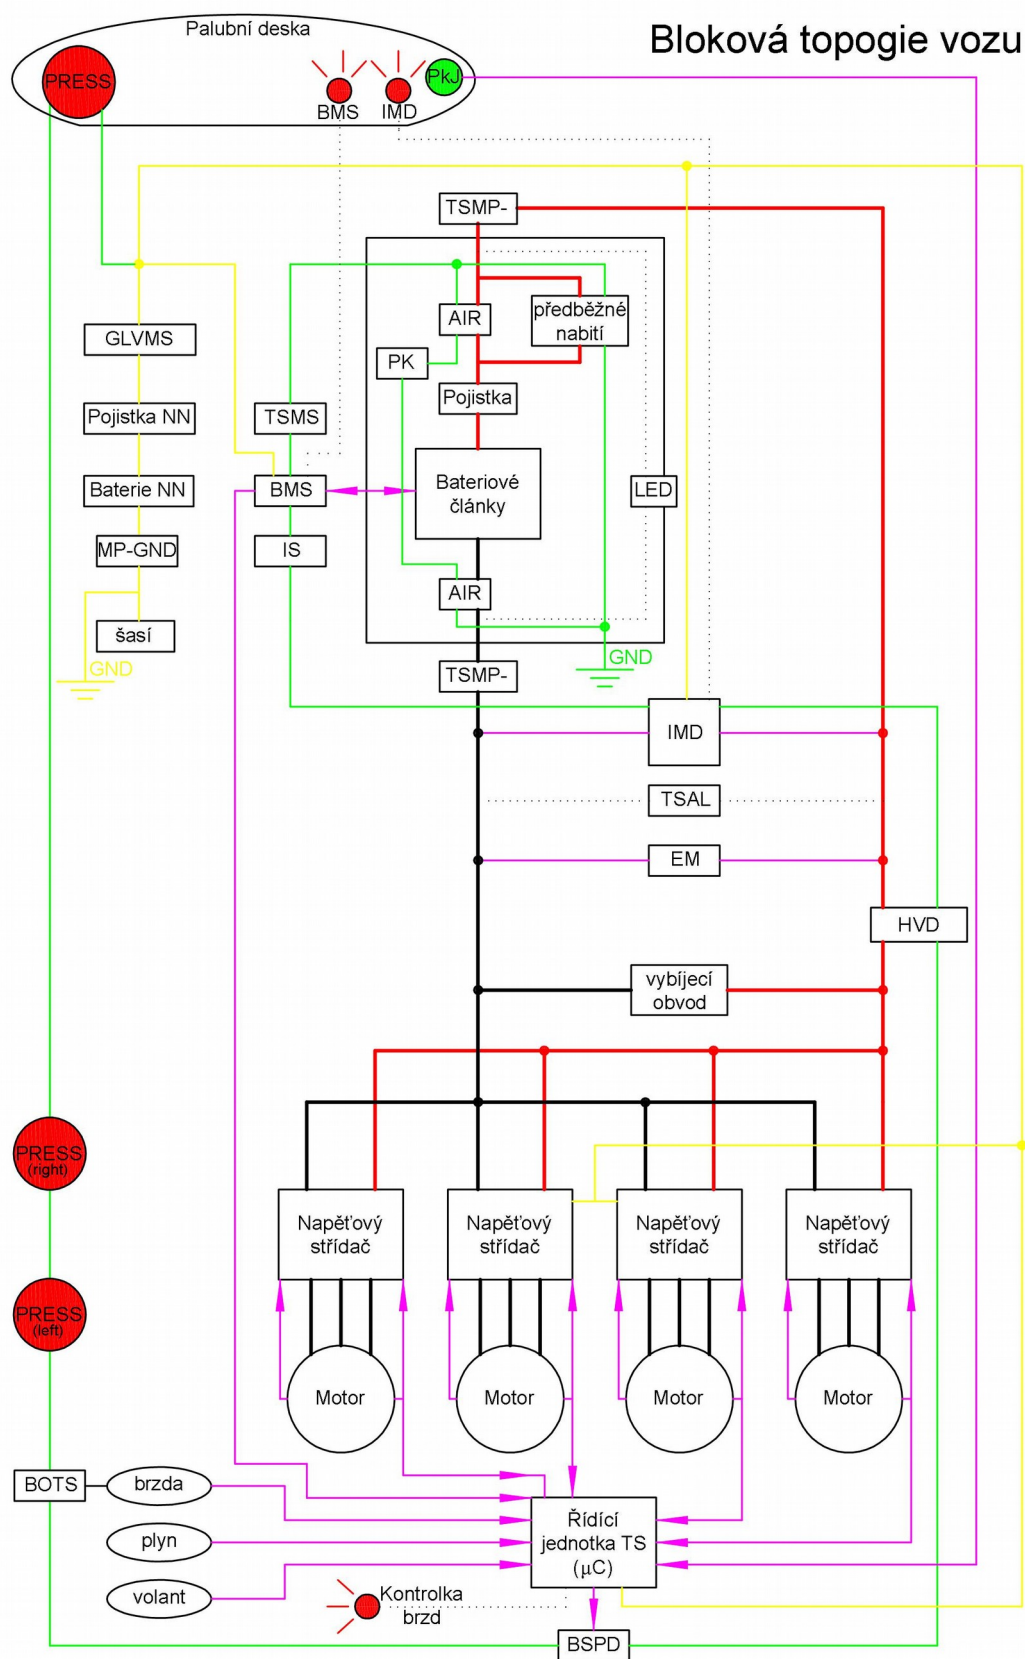 Palubní deska
Bloková topogie vozu
PRESS
PkJ
BMS
IMD
TSMP-
GLVMS
AIR
předběžné
nabití
PK
Pojistka
Pojistka NN
TSMS
Baterie NN
BMS
Bateriové
články
LED
MP-GND
IS
AIR
šasí
GND
GND
TSMP-
IMD
TSAL
EM
HVD
vybíjecí
obvod
PRESS
(right)
Napěťový
střídač
Napěťový
střídač
Napěťový
střídač
Napěťový
střídač
PRESS
(left)
Motor
Motor
Motor
Motor
BOTS
brzda
plyn
volant
Řídící
jednotka TS
(µC)
Kontrolka
brzd
BSPD